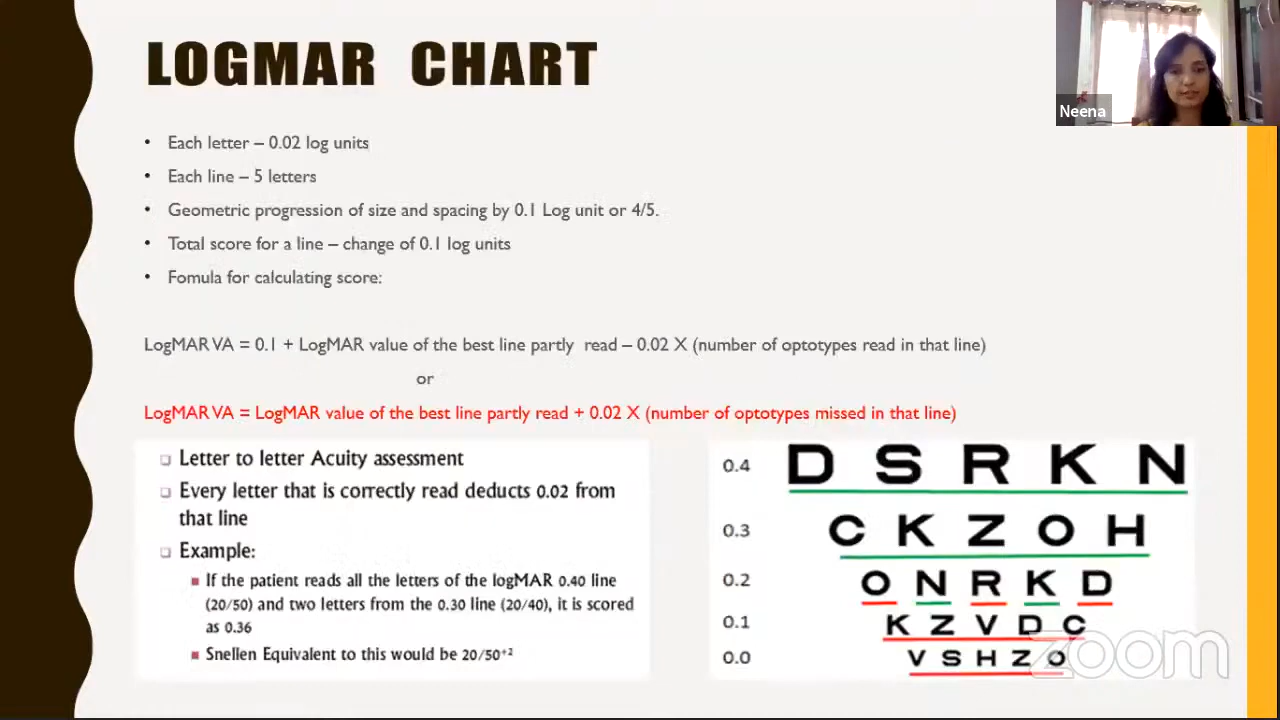 LOGMAR CHART
Neena
• Each letter – 0.02 log units
• Each line – 5 letters
• Geometric progression of size and spacing by 0.1 Log unit or 4/5.
• Total score for a line – change of 0.1 log units
• Fomula for calculating score:
LogMAR VA = 0.1 + LogMAR value of the best line partly read – 0.02 X (number of optotypes read in that line)
or
LogMAR VA = LogMAR value of the best line partly read + 0.02 X (number of optotypes missed in that line)
❑ Letter to letter Acuity assessment
❑ Every letter that is correctly read deducts 0.02 from
that line
❑ Example:
■ If the patient reads all the letters of the logMAR 0.40 line
(20/50) and two letters from the 0.30 line (20/40), it is scored
as 0.36
■ Snellen Equivalent to this would be 20/50+2
0.4 D S R K N
0.3 C K Z O H
0.2 O N R K D
0.1 K Z V D C
0.0 V S H Z O
zoom